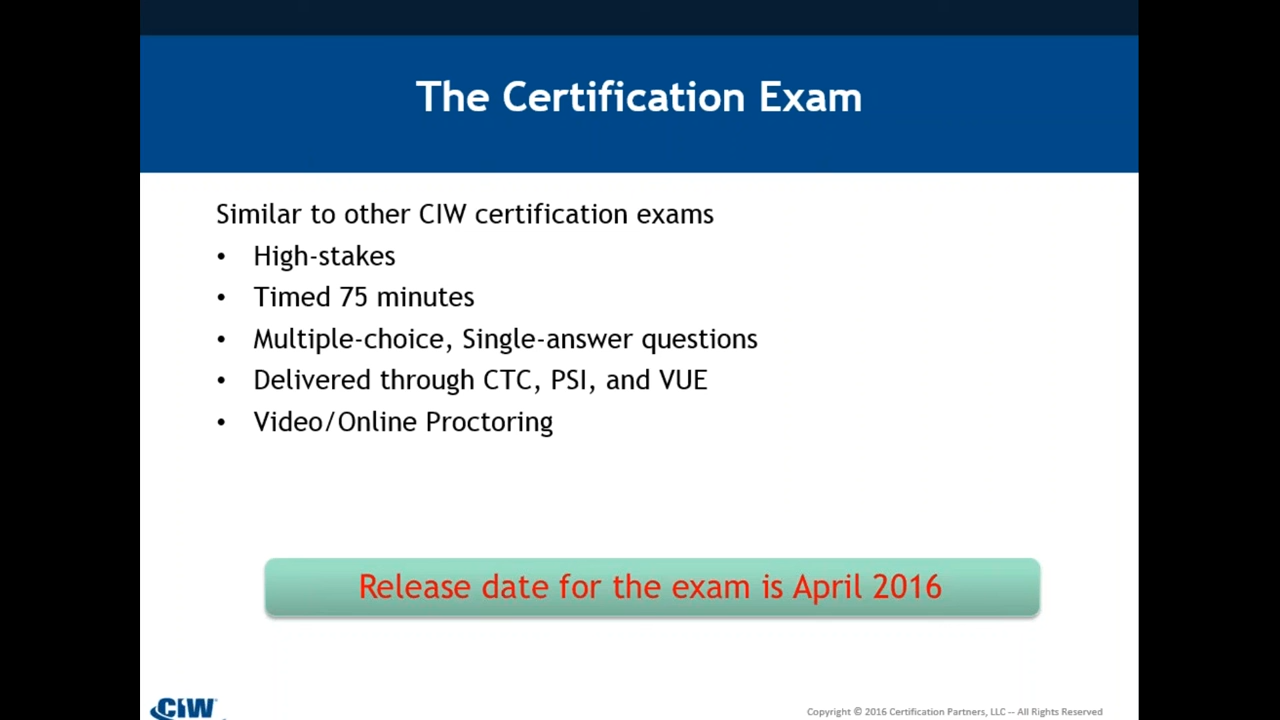 The Certification Exam
Similar to other CIW certification exams
• High-stakes
• Timed 75 minutes
• Multiple-choice, Single-answer questions
• Delivered through CTC, PSI, and VUE
• Video/Online Proctoring
Release date for the exam is April 2016
CIW
Copyright © 2016 Certification Partners, LLC -- All Rights Reserved